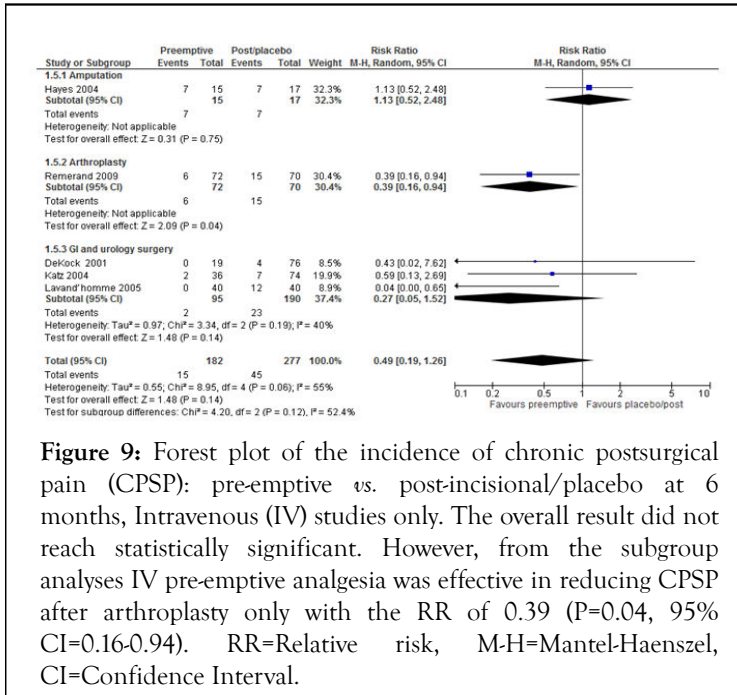 Preemptive Post/placebo Risk Ratio Risk Ratio
Study or Subgroup Events Total Events Total Weight M-H, Random, 95% CI M-H, Random, 95% CI
1.5.1 Amputation
Hayes 2004 7 15 7 17 32.3% 1.13 [0.52, 2.48]
Subtotal (95% CI) 15 17 32.3% 1.13 [0.52, 2.48]
Total events 7 7
Heterogeneity: Not applicable
Test for overall effect: Z = 0.31 (P = 0.75)
1.5.2 Arthroplasty
Remerand 2009 6 72 15 70 30.4% 0.39 [0.16, 0.94]
Subtotal (95% CI) 72 70 30.4% 0.39 [0.16, 0.94]
Total events 6 15
Heterogeneity: Not applicable
Test for overall effect: Z = 2.09 (P = 0.04)
1.5.3 GI and urology surgery
DeKock 2001 0 19 4 76 8.5% 0.43 [0.02, 7.62]
Katz 2004 2 36 7 74 19.9% 0.59 [0.13, 2.69]
Lavand'homme 2005 0 40 12 40 8.9% 0.04 [0.00, 0.65]
Subtotal (95% CI) 95 190 37.4% 0.27 [0.05, 1.52]
Total events 2 23
Heterogeneity: Tau² = 0.97; Chi² = 3.34, df = 2 (P = 0.19); I² = 40%
Test for overall effect: Z = 1.48 (P = 0.14)
Total (95% CI) 182 277 100.0% 0.49 [0.19, 1.26]
Total events 15 45
Heterogeneity: Tau² = 0.55; Chi² = 8.95, df = 4 (P = 0.06); I² = 55%
Test for overall effect: Z = 1.48 (P = 0.14)
Test for subgroup differences: Chi² = 4.20, df = 2 (P = 0.12), I² = 52.4%
0.1 0.2 0.5 1 2 5 10
Favours preemptive Favours placebo/post
Figure 9: Forest plot of the incidence of chronic postsurgical
pain (CPSP): pre-emptive vs. post-incisional/placebo at 6
months, Intravenous (IV) studies only. The overall result did not
reach statistically significant. However, from the subgroup
analyses IV pre-emptive analgesia was effective in reducing CPSP
after arthroplasty only with the RR of 0.39 (P=0.04, 95%
CI=0.16-0.94). RR=Relative risk, M-H=Mantel-Haenszel,
CI=Confidence Interval.